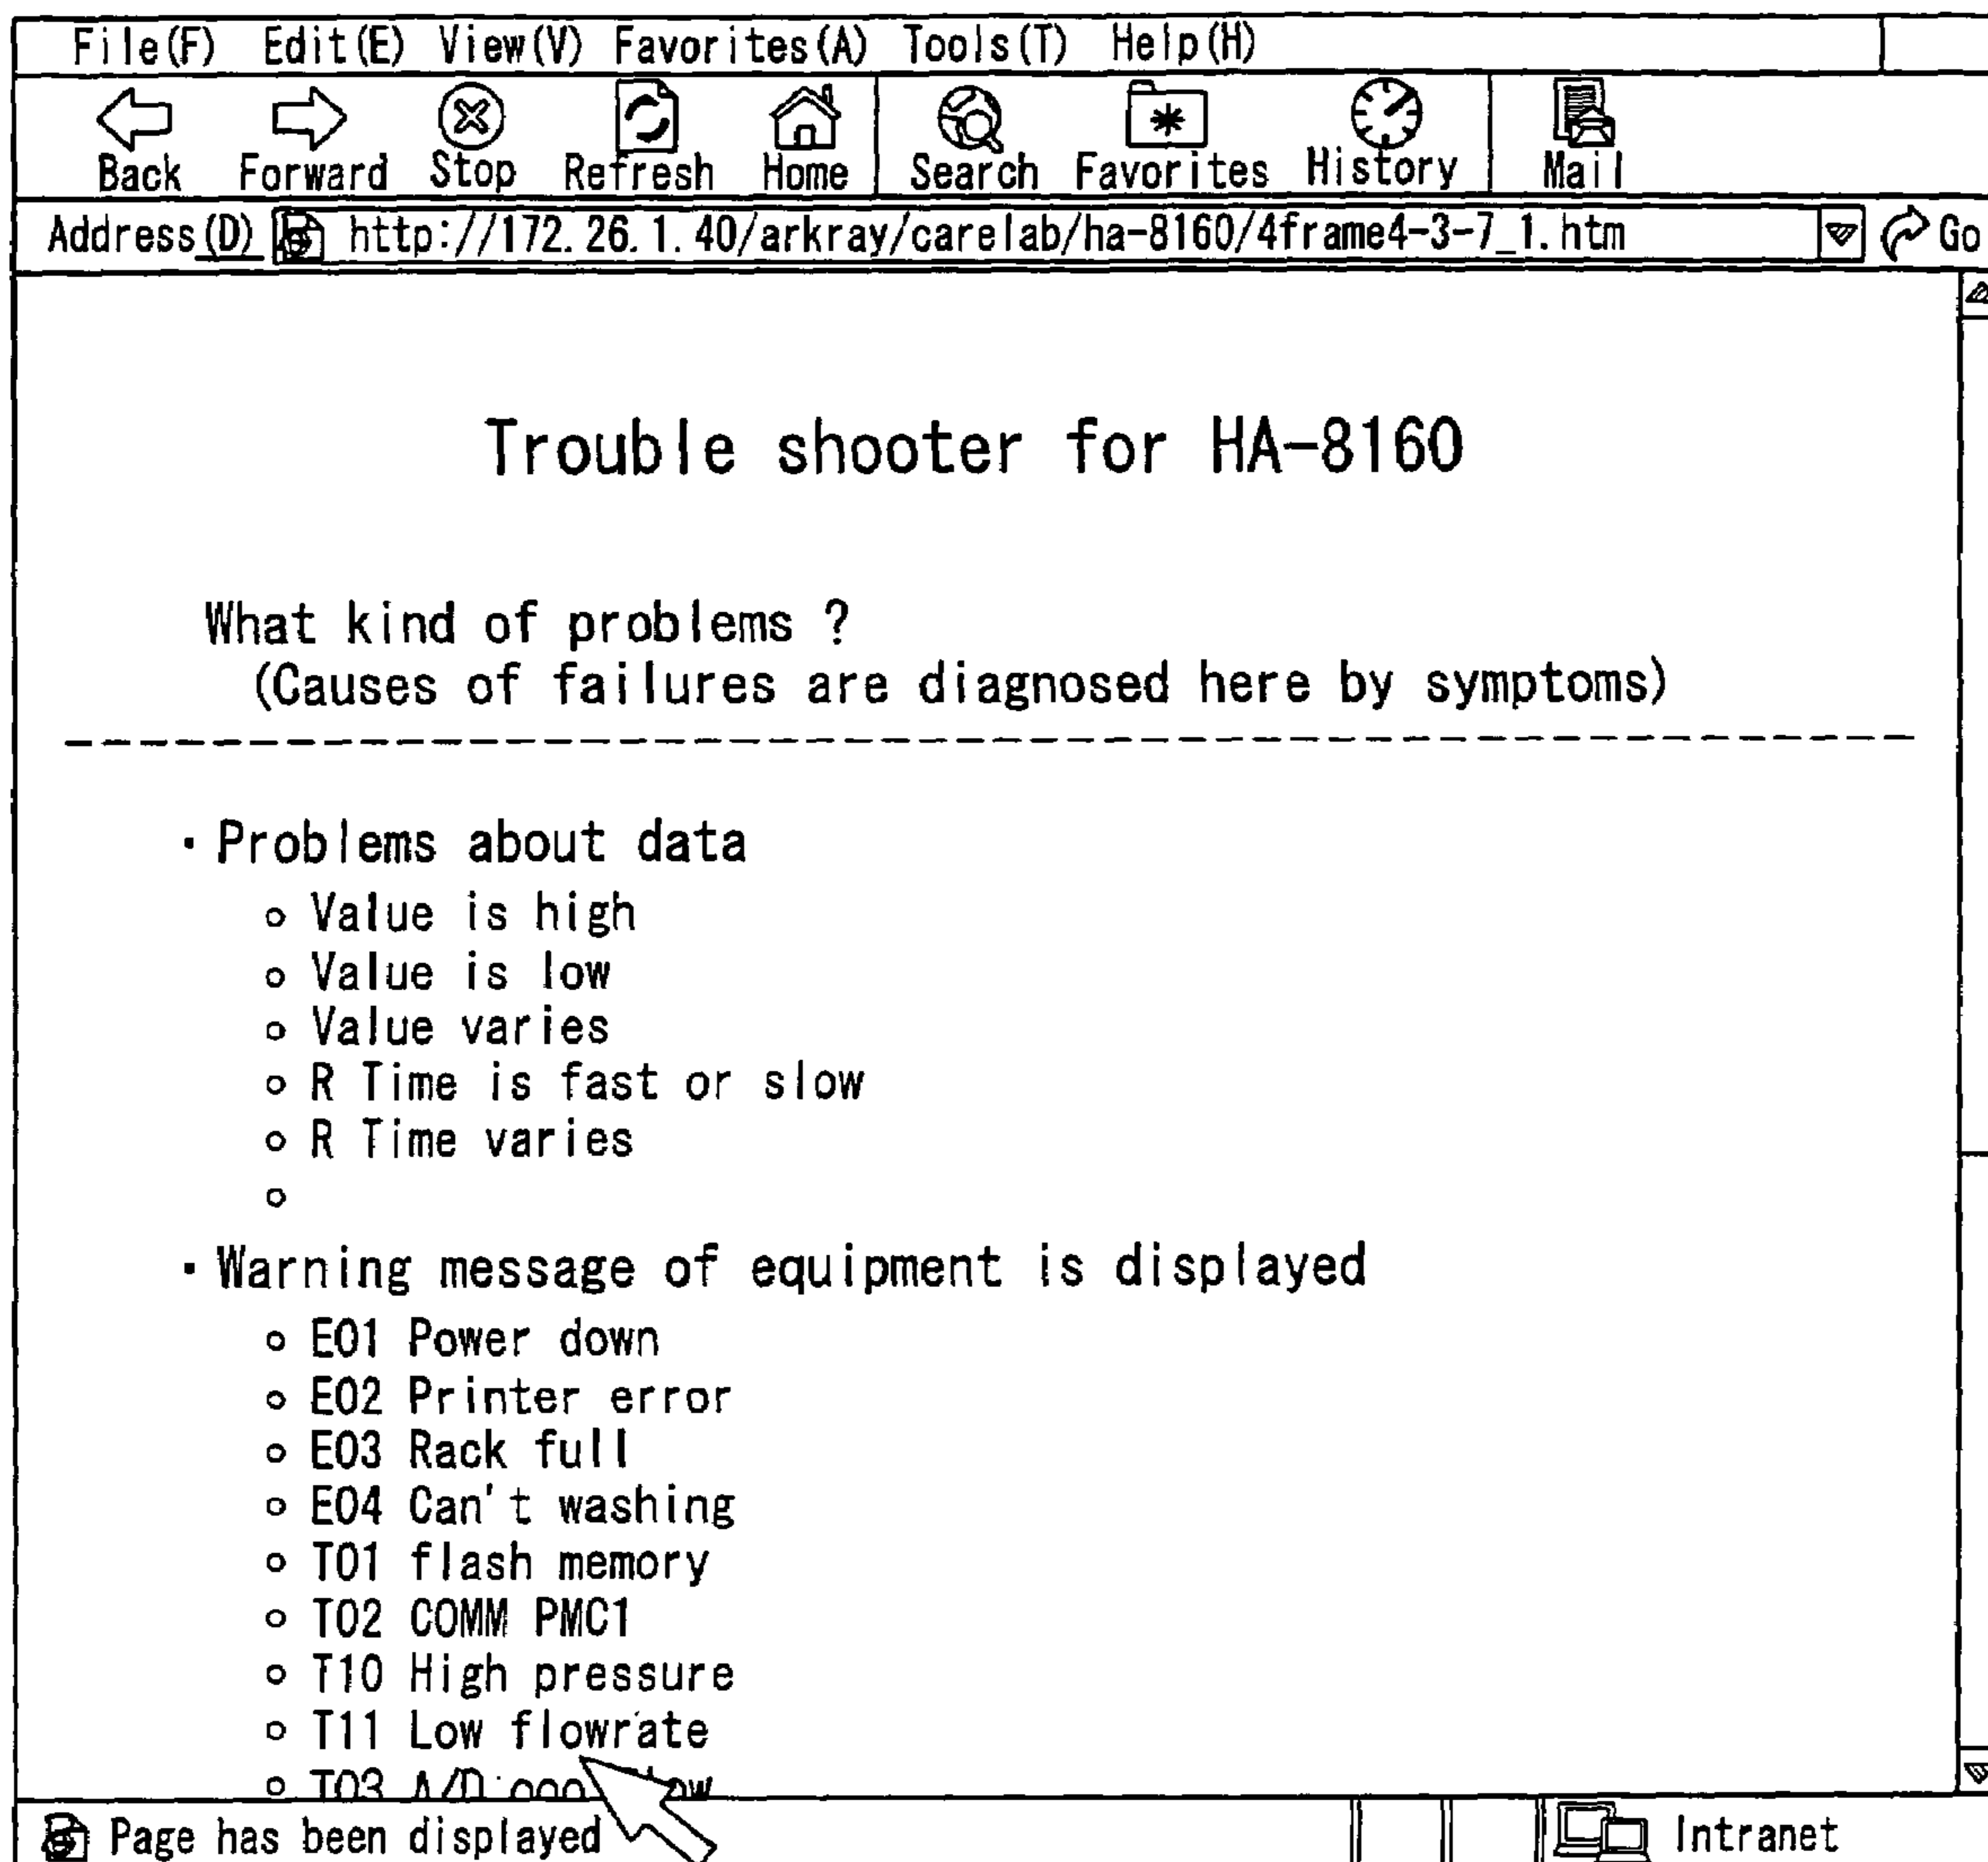 File(F) Edit(E) View(V) Favorites(A) Tools(T) Help(H)
Back Forward Stop Refresh Home Search Favorites History Mail
Address(D) http://172.26.1.40/arkray/carelab/ha-8160/4frame4-3-7_1.htm Go
Trouble shooter for HA-8160
What kind of problems ?
(Causes of failures are diagnosed here by symptoms)
· Problems about data
o Value is high
o Value is low
o Value varies
o R Time is fast or slow
o R Time varies
o
· Warning message of equipment is displayed
o E01 Power down
o E02 Printer error
o E03 Rack full
o E04 Can't washing
o T01 flash memory
o T02 COMM PMC1
o T10 High pressure
o T11 Low flowrate
o T03 A/D
Page has been displayed Intranet